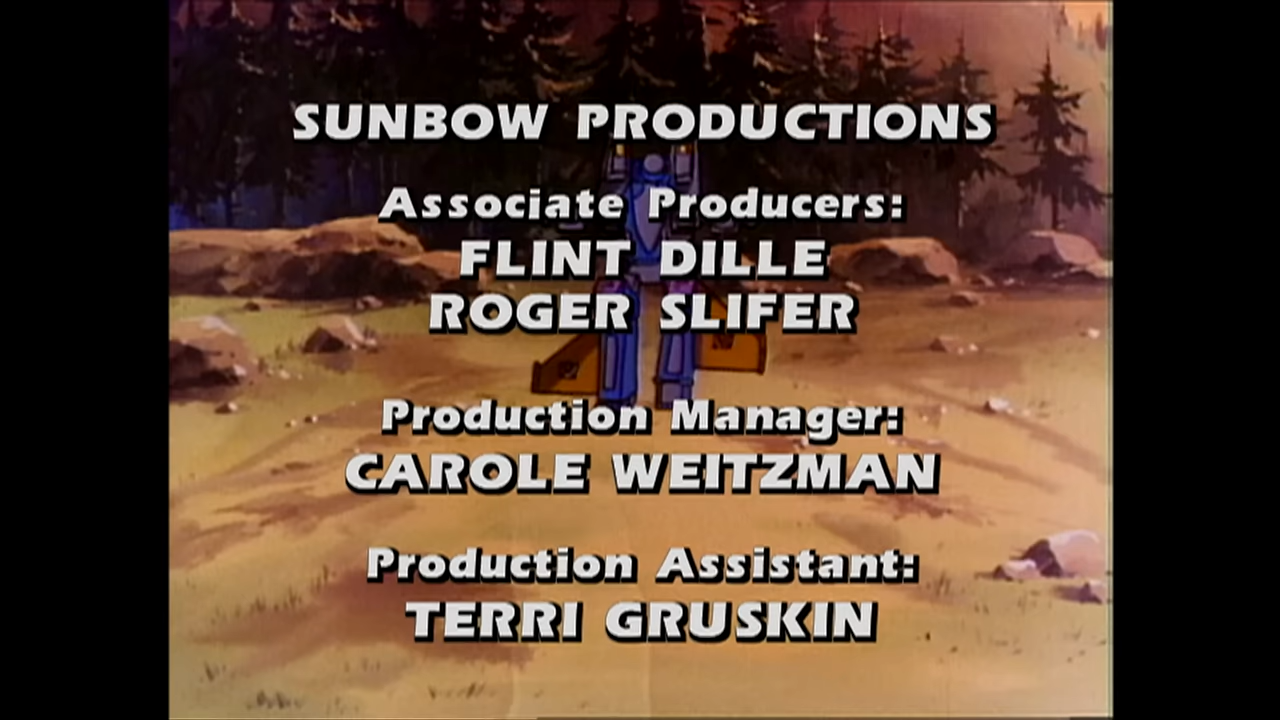 SUNBOW PRODUCTIONS
Associate Producers:
FLINT DILLE
ROGER SLIFER
Production Manager:
CAROLE WEITZMAN
Production Assistant:
TERRI GRUSKIN